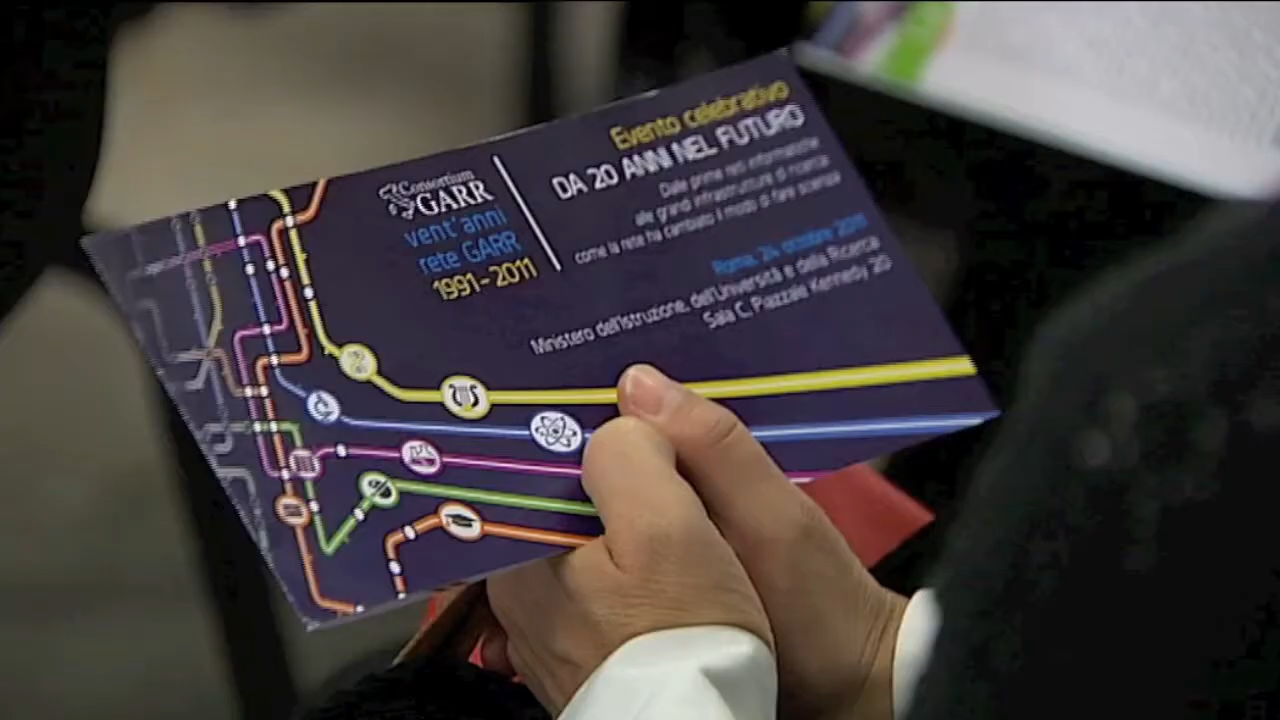 Consortium
GARR
vent'anni
rete GARR
1991-2011
Evento celebrativo
DA 20 ANNI NEL FUTURO
Dalle prime reti informatiche
alle grandi infrastrutture di ricerca
come la rete ha cambiato il modo di fare scienza
Roma, 24 ottobre 2011
Ministero dell'Istruzione, dell'Università e della Ricerca
Sala C, Piazzale Kennedy 20